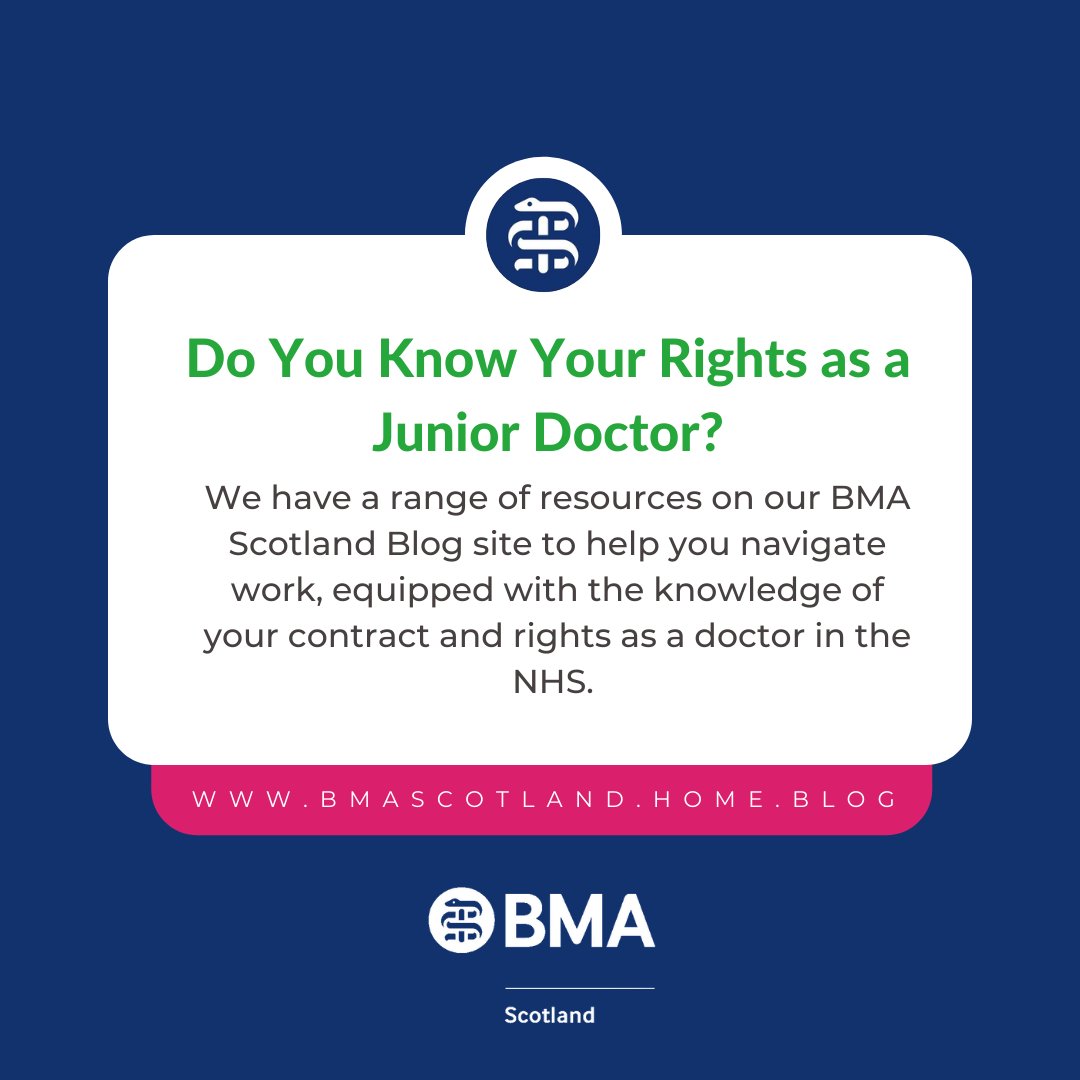 Do You Know Your Rights as a
Junior Doctor?
We have a range of resources on our BMA
Scotland Blog site to help you navigate
work, equipped with the knowledge of
your contract and rights as a doctor in the
NHS.
WWW.BMASCOTLAND.HOME.BLOG
BMA
Scotland